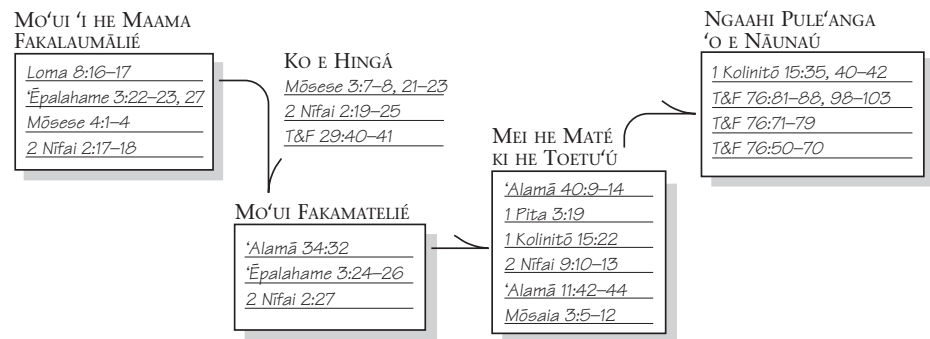 Mo‘ui ‘i he Maama
Fakalaumālié
Loma 8:16–17
‘Épalahame 3:22–23, 27
Mōsese 4:1–4
2 Nīfai 2:17–18
Ko e Hingá
Mōsese 3:7–8, 21–23
2 Nīfai 2:19–25
T&F 29:40–41
Mo‘ui Fakamatelié
‘Alamā 34:32
‘Épalahame 3:24–26
2 Nīfai 2:27
Mei he Maté
ki he Toetu‘ú
‘Alamā 40:9–14
1 Pita 3:19
1 Kolinitō 15:22
2 Nīfai 9:10–13
‘Alamā 11:42–44
Mōsaia 3:5–12
Ngaahi Pule‘anga
‘o e Nāunaú
1 Kolinitō 15:35, 40–42
T&F 76:81–88, 98–103
T&F 76:71–79
T&F 76:50–70